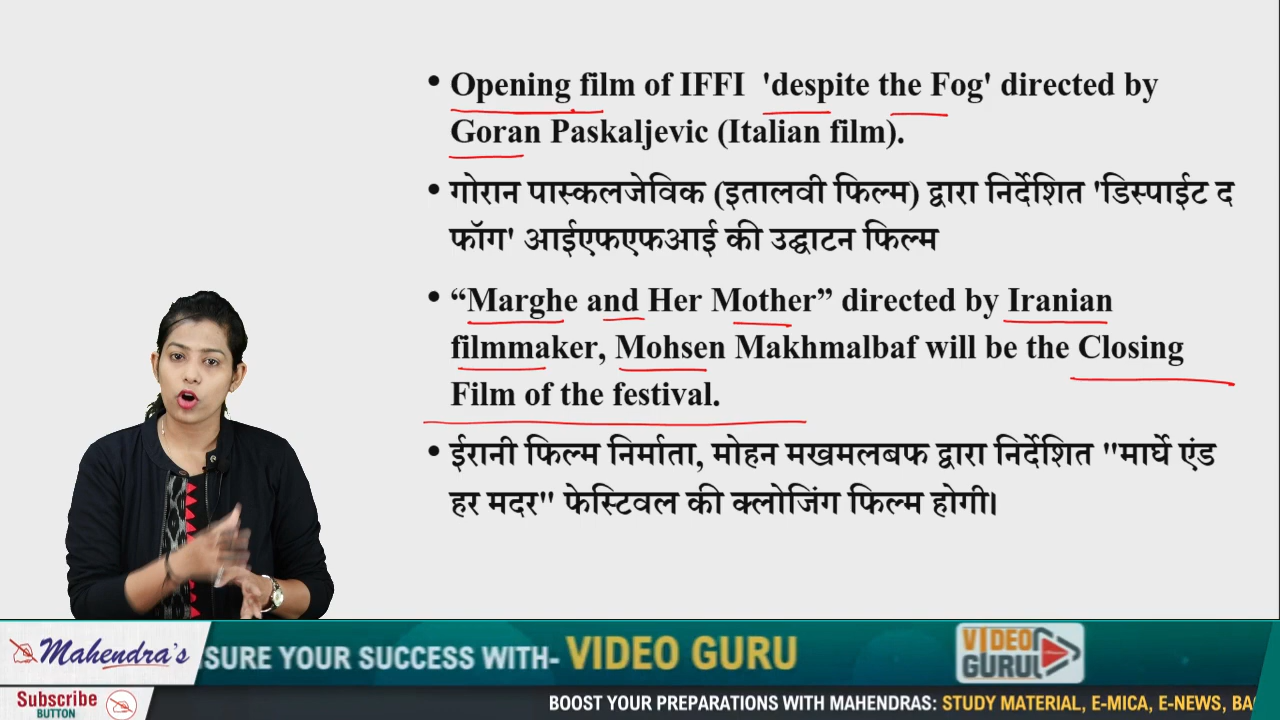 • Opening film of IFFI 'despite the Fog' directed by
Goran Paskaljevic (Italian film).
• गोरान पास्कलजेविक (इतालवी फिल्म) द्वारा निर्देशित 'डिस्पाईट द
फॉग' आईएफएफआई की उद्घाटन फिल्म
• “Marghe and Her Mother” directed by Iranian
filmmaker, Mohsen Makhmalbaf will be the Closing
Film of the festival.
• ईरानी फिल्म निर्माता, मोहन मखमलबफ द्वारा निर्देशित "मार्घे एंड
हर मदर" फेस्टिवल की क्लोजिंग फिल्म होगी।
Mahendra's
SURE YOUR SUCCESS WITH- VIDEO GURU
VIDEO
GURU
Subscribe
BUTTON
BOOST YOUR PREPARATIONS WITH MAHENDRAS: STUDY MATERIAL, E-MICA, E-NEWS, BA